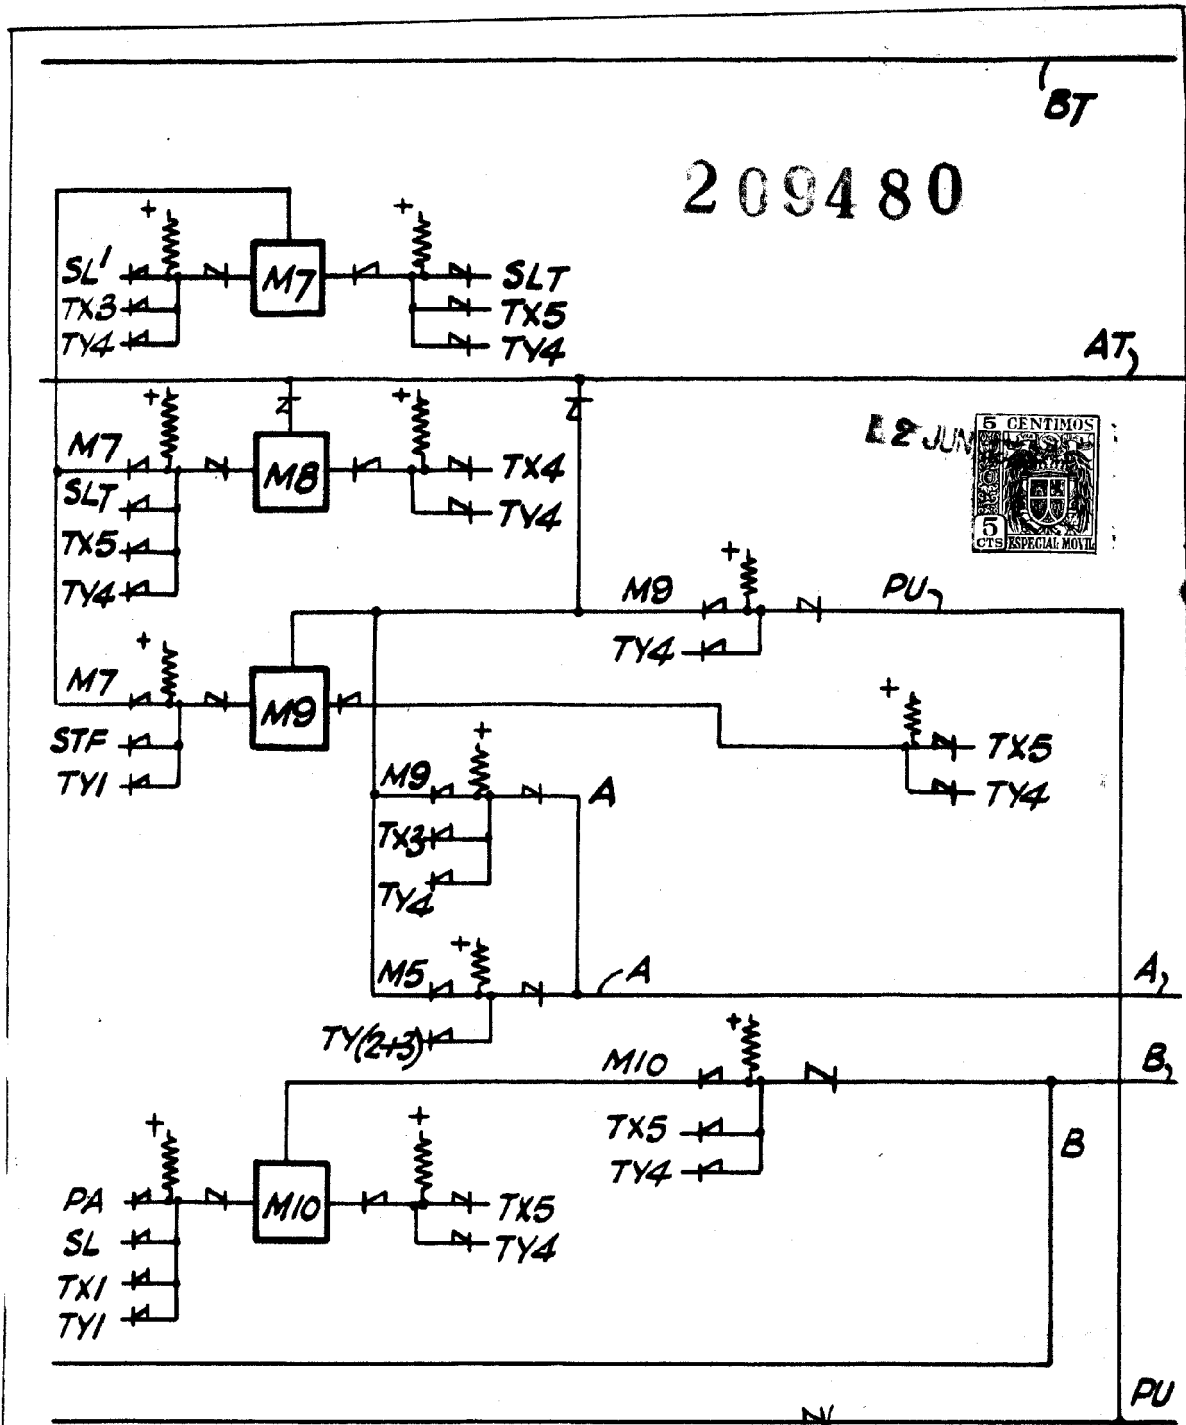 BT
209480
+ +
SL' M7 SLT
TX3 TX5
TY4 TY4
AT
+ +
M7 M8 TX4
SLT TY4
TX5
TY4
2 JUN
5 CENTIMOS
5
CTS ESPECIAL MOVIL
+
M9 PU
TY4
+
M7 M9
STF
TY1
+
TX5
TY4
+
M9 A
TX3
TY4
+
M5 A A
TY(2+3)
+
M10 B
TX5 B
TY4
+ +
PA M10 TX5
SL TY4
TX1
TY1
PU